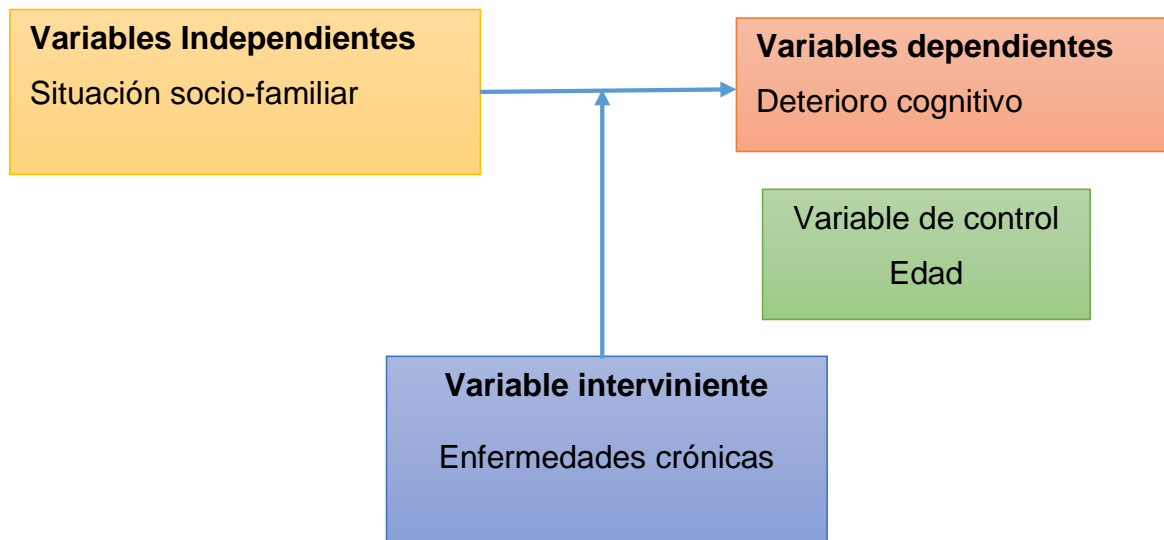 Variables Independientes
Situación socio-familiar
Variables dependientes
Deterioro cognitivo
Variable de control
Edad
Variable interviniente
Enfermedades crónicas